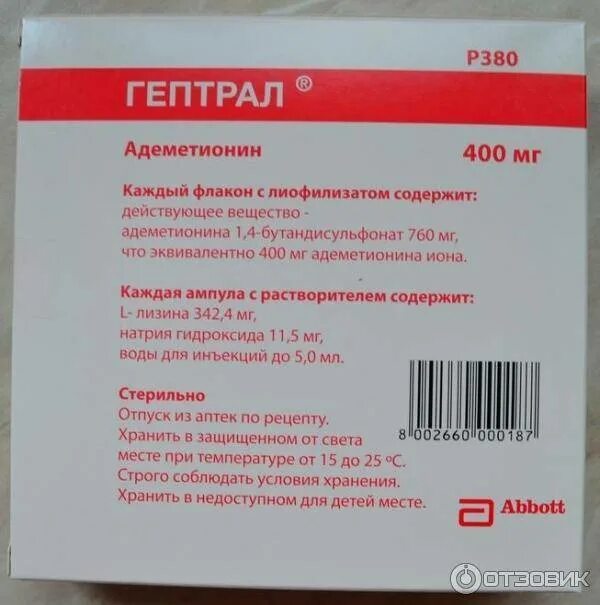 P380
ГЕПТРАЛ ®
Адеметионин 400 мг
Каждый флакон с лиофилизатом содержит:
действующее вещество -
адеметионина 1,4-бутандисульфонат 760 мг,
что эквивалентно 400 мг адеметионина иона.
Каждая ампула с растворителем содержит:
L- лизина 342,4 мг,
натрия гидроксида 11,5 мг,
воды для инъекций до 5,0 мл.
Стерильно
Отпуск из аптек по рецепту.
Хранить в защищенном от света
месте при температуре от 15 до 25 ºС.
Строго соблюдать условия хранения.
Хранить в недоступном для детей месте.
8 002660 000187
Abbott
ОТЗОВИК